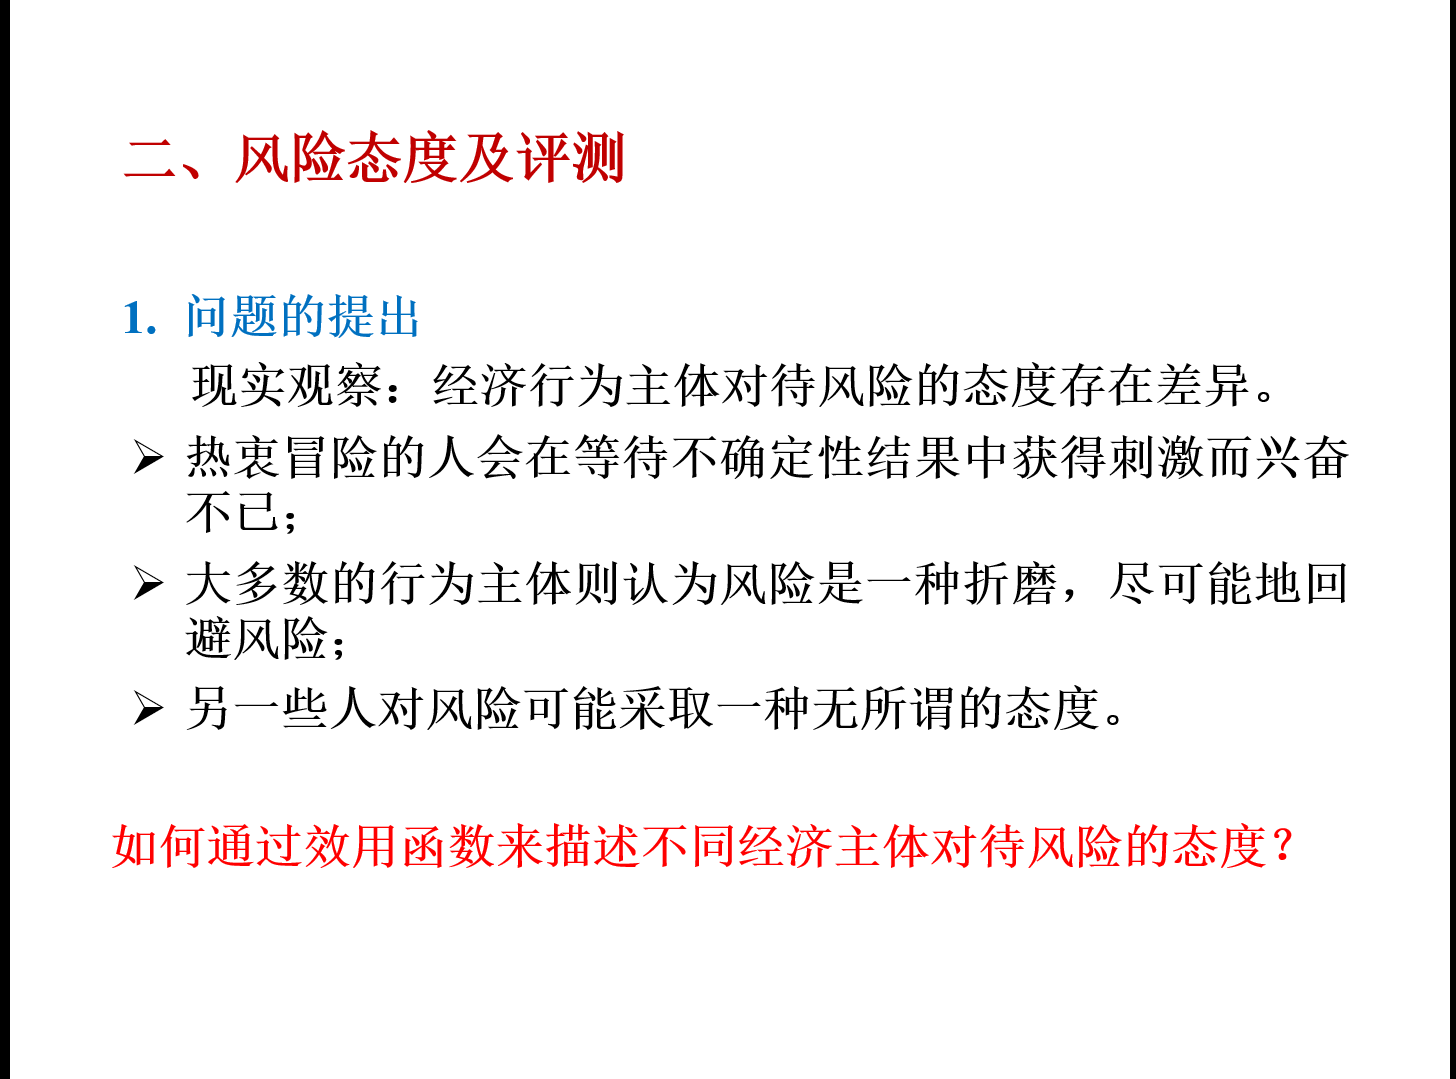 二、风险态度及评测
1. 问题的提出
现实观察：经济行为主体对待风险的态度存在差异。
➢ 热衷冒险的人会在等待不确定性结果中获得刺激而兴奋
不已；
➢ 大多数的行为主体则认为风险是一种折磨，尽可能地回
避风险；
➢ 另一些人对风险可能采取一种无所谓的态度。
如何通过效用函数来描述不同经济主体对待风险的态度？